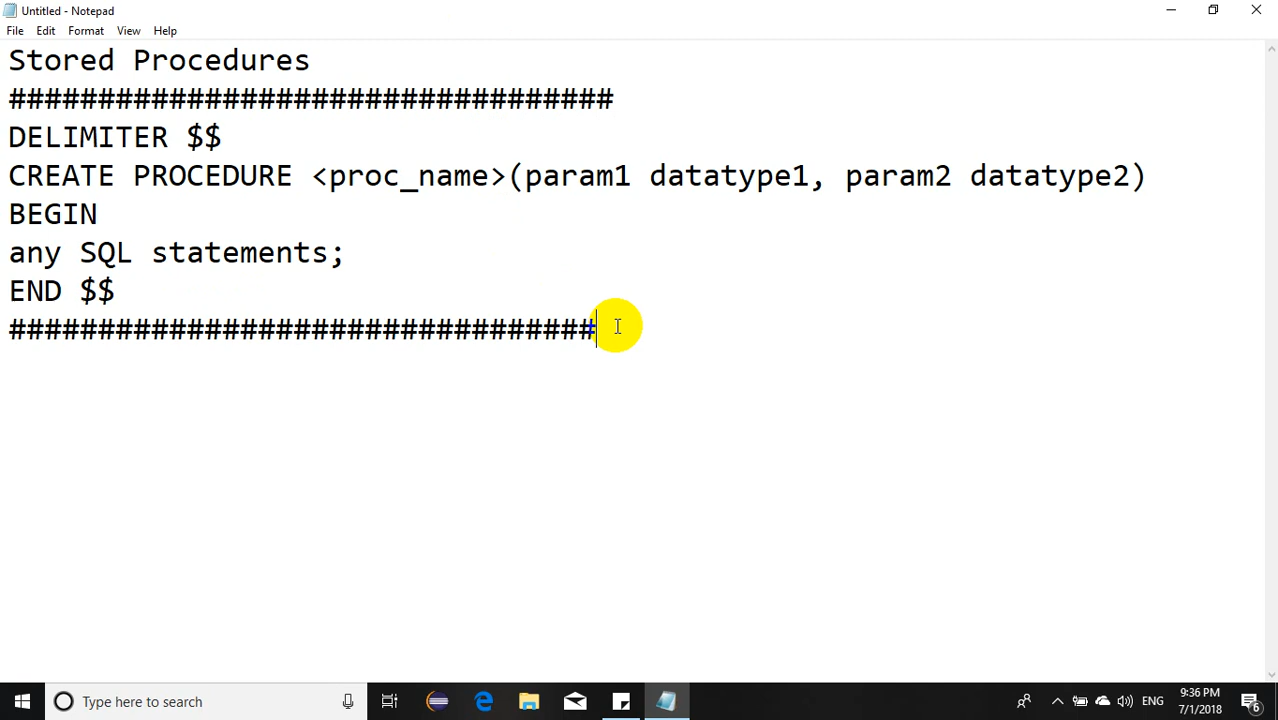 Untitled - Notepad
File Edit Format View Help
Stored Procedures
##################################
DELIMITER $$
CREATE PROCEDURE <proc_name>(param1 datatype1, param2 datatype2)
BEGIN
any SQL statements;
END $$
#################################
Type here to search
ENG
9:36 PM
7/1/2018
6